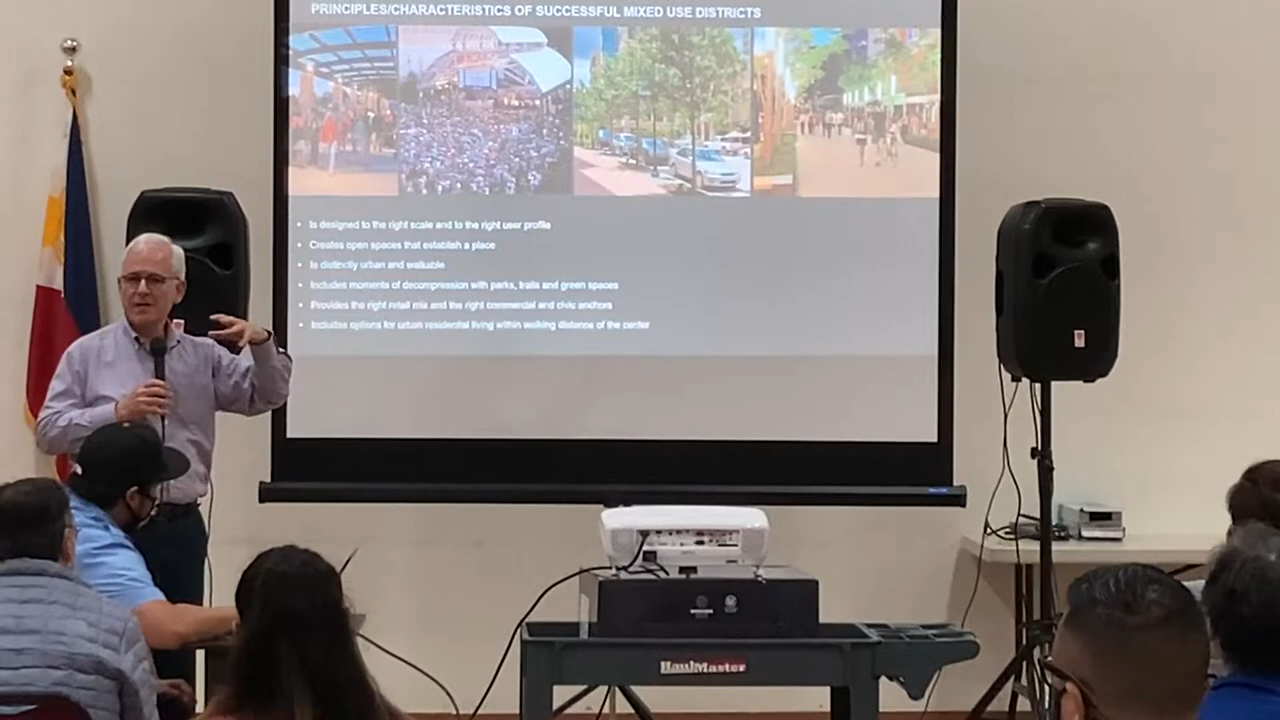 PRINCIPLES/CHARACTERISTICS OF SUCCESSFUL MIXED USE DISTRICTS
• Is designed to the right scale and to the right user profile
• Creates open spaces that establish a place
• Is distinctly urban and walkable
• Includes moments of decompression with parks, trails and green spaces
• Provides the right retail mix and the right commercial and civic anchors
• Includes options for urban residential living within walking distance of the center
HaulMaster